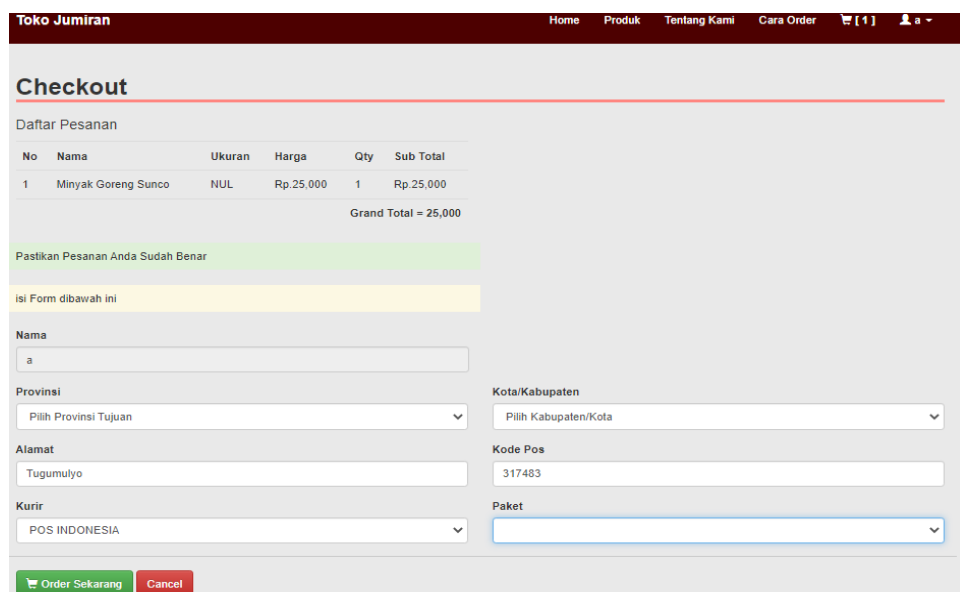 Toko Jumiran Home Produk Tentang Kami Cara Order [ 1 ] a
Checkout
Daftar Pesanan
No Nama Ukuran Harga Qty Sub Total
1 Minyak Goreng Sunco NUL Rp.25,000 1 Rp.25,000
Grand Total = 25,000
Pastikan Pesanan Anda Sudah Benar
isi Form dibawah ini
Nama
a
Provinsi Kota/Kabupaten
Pilih Provinsi Tujuan Pilih Kabupaten/Kota
Alamat Kode Pos
Tugumulyo 317483
Kurir Paket
POS INDONESIA
Order Sekarang Cancel